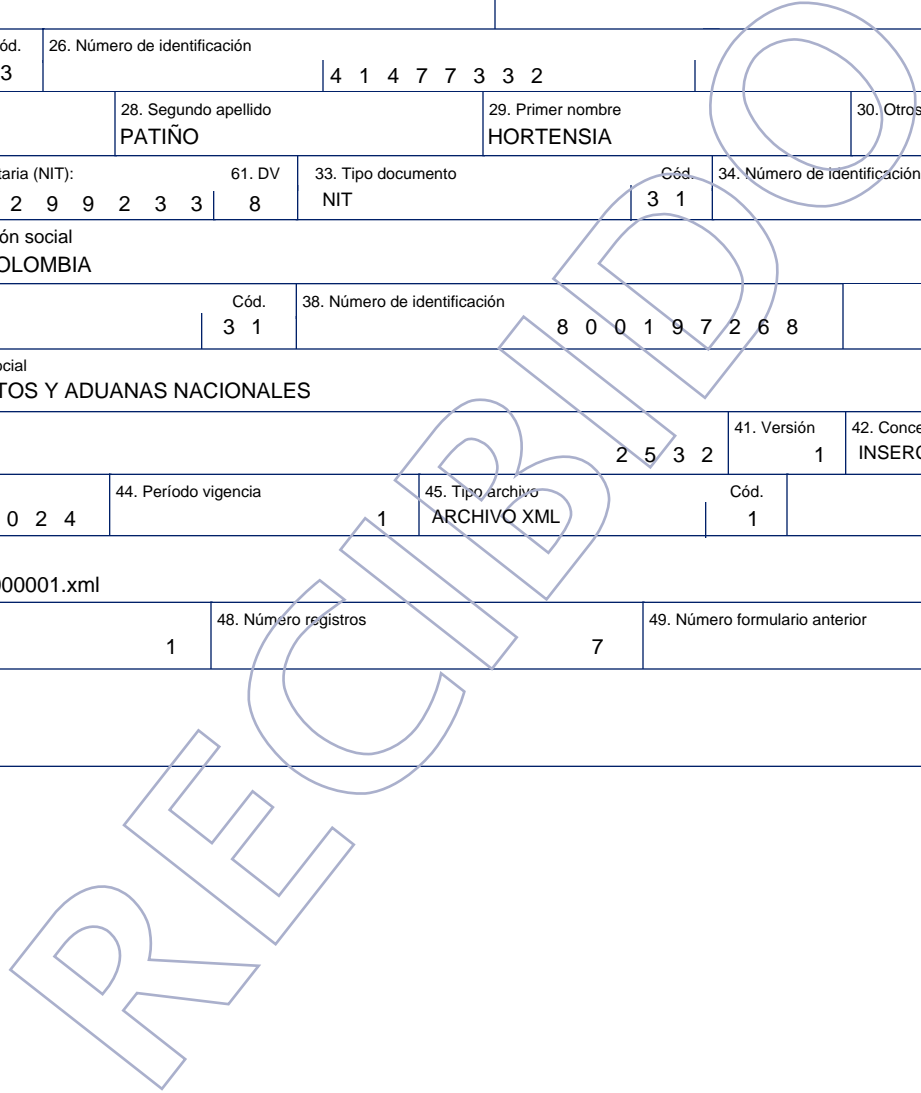 ód. 26. Número de identificación
3 4 1 4 7 7 3 3 2
28. Segundo apellido 29. Primer nombre 30. Otros
PATIÑO HORTENSIA
taria (NIT): 61. DV 33. Tipo documento Cód. 34. Número de identificación
2 9 9 2 3 3 8 NIT 3 1
ón social
OLOMBIA
Cód. 38. Número de identificación
3 1 8 0 0 1 9 7 2 6 8
ocial
TOS Y ADUANAS NACIONALES
41. Versión 42. Conce
2 5 3 2 1 INSERC
44. Período vigencia 45. Tipo archivo Cód.
0 2 4 1 ARCHIVO XML 1
000001.xml
48. Número registros 49. Número formulario anterior
1 7
RECIBIDO